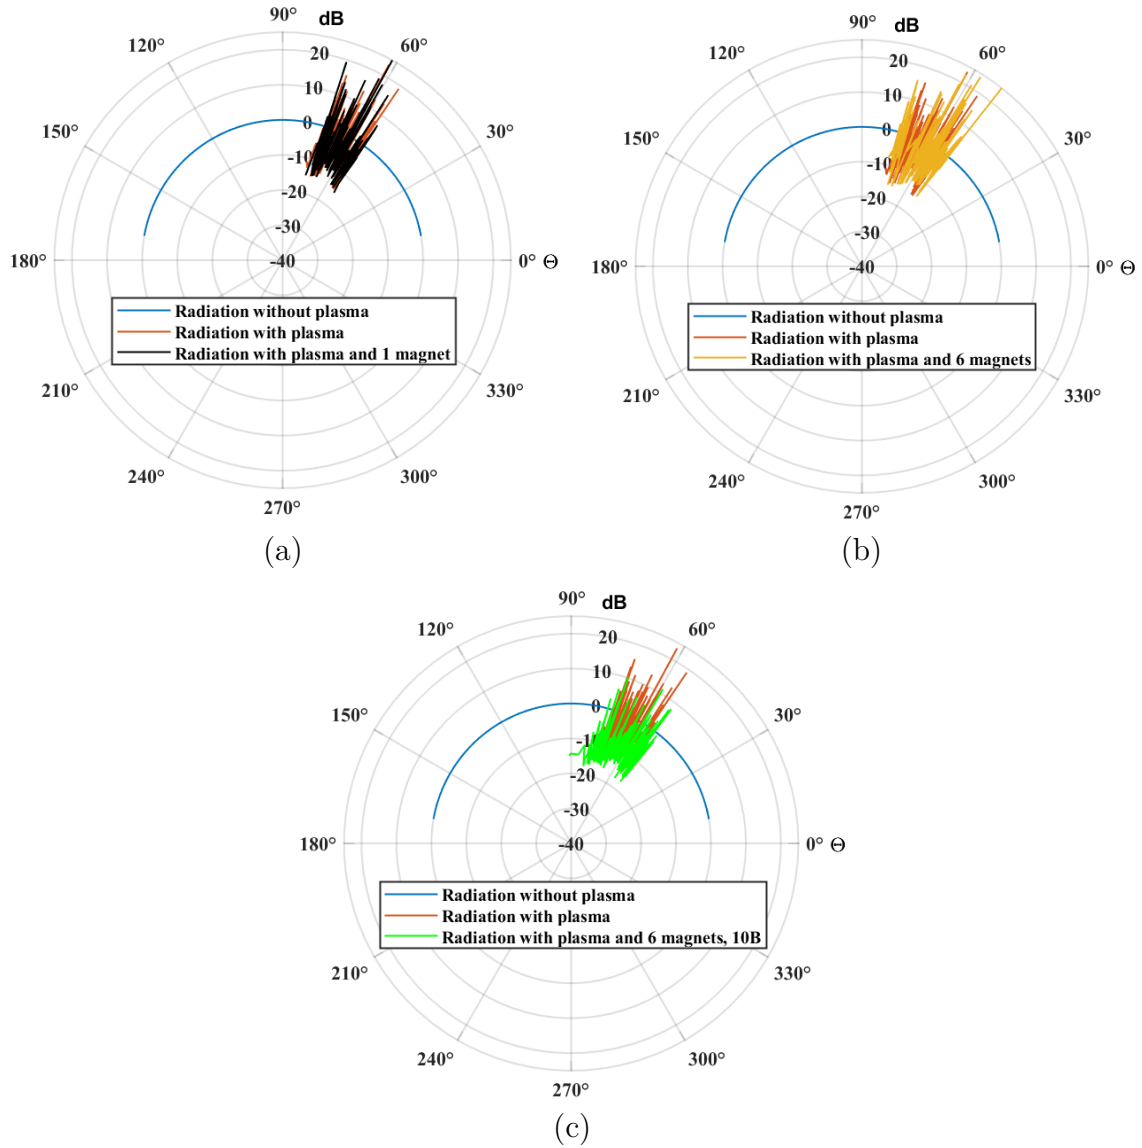 90° dB
120° 20 60°
10
150° 0 30°
-10
-20
-30
180° -40 0° Θ
Radiation without plasma
Radiation with plasma
Radiation with plasma and 1 magnet
210° 330°
240° 300°
270°
(a)
90° dB
120° 20 60°
10
150° 0 30°
-10
-20
-30
180° -40 0° Θ
Radiation without plasma
Radiation with plasma
Radiation with plasma and 6 magnets
210° 330°
240° 300°
270°
(b)
90° dB
120° 20 60°
10
150° 0 30°
-1
-20
-30
180° -40 0° Θ
Radiation without plasma
Radiation with plasma
Radiation with plasma and 6 magnets, 10B
210° 330°
240° 300°
270°
(c)